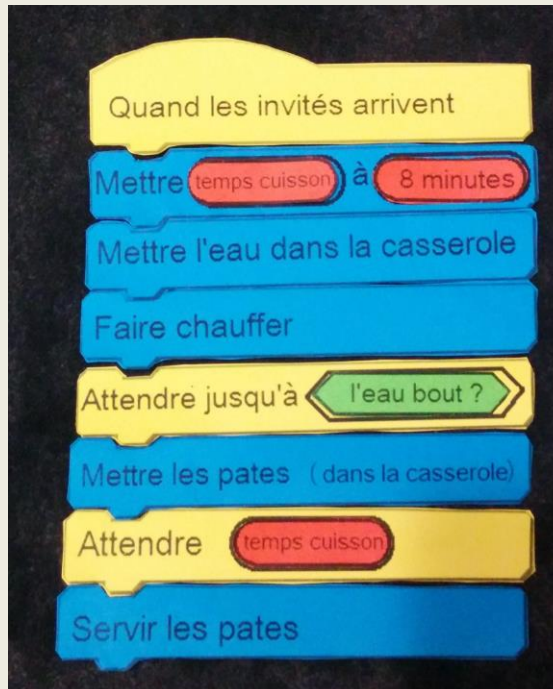 Quand les invités arrivent
Mettre temps cuisson à 8 minutes
Mettre l'eau dans la casserole
Faire chauffer
Attendre jusqu'à l'eau bout ?
Mettre les pates (dans la casserole)
Attendre temps cuisson
Servir les pates